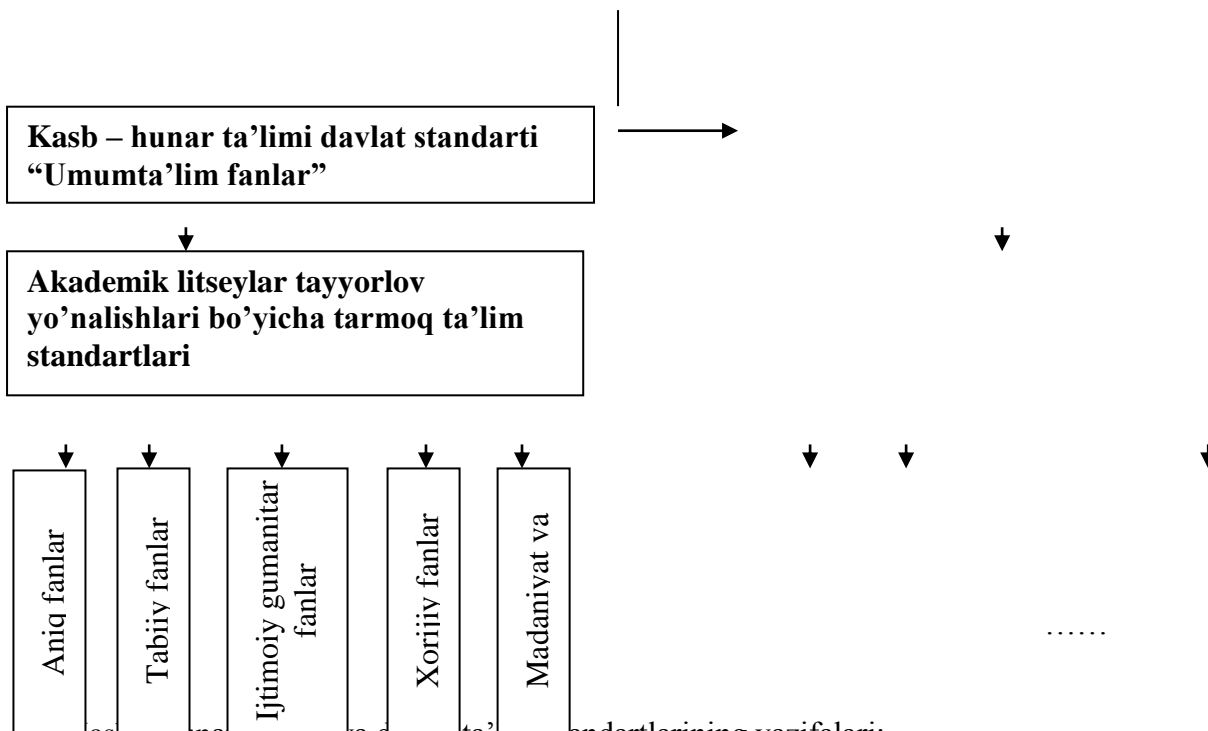 Kasb – hunar ta’limi davlat standarti
“Umumta’lim fanlar”
Akademik litseylar tayyorlov
yo’nalishlari bo’yicha tarmoq ta’lim
standartlari
Aniq fanlar
Tabiiy fanlar
Ijtimoiy gumanitar
fanlar
Xorijiy fanlar
Madaniyat va
……
yazifalari: